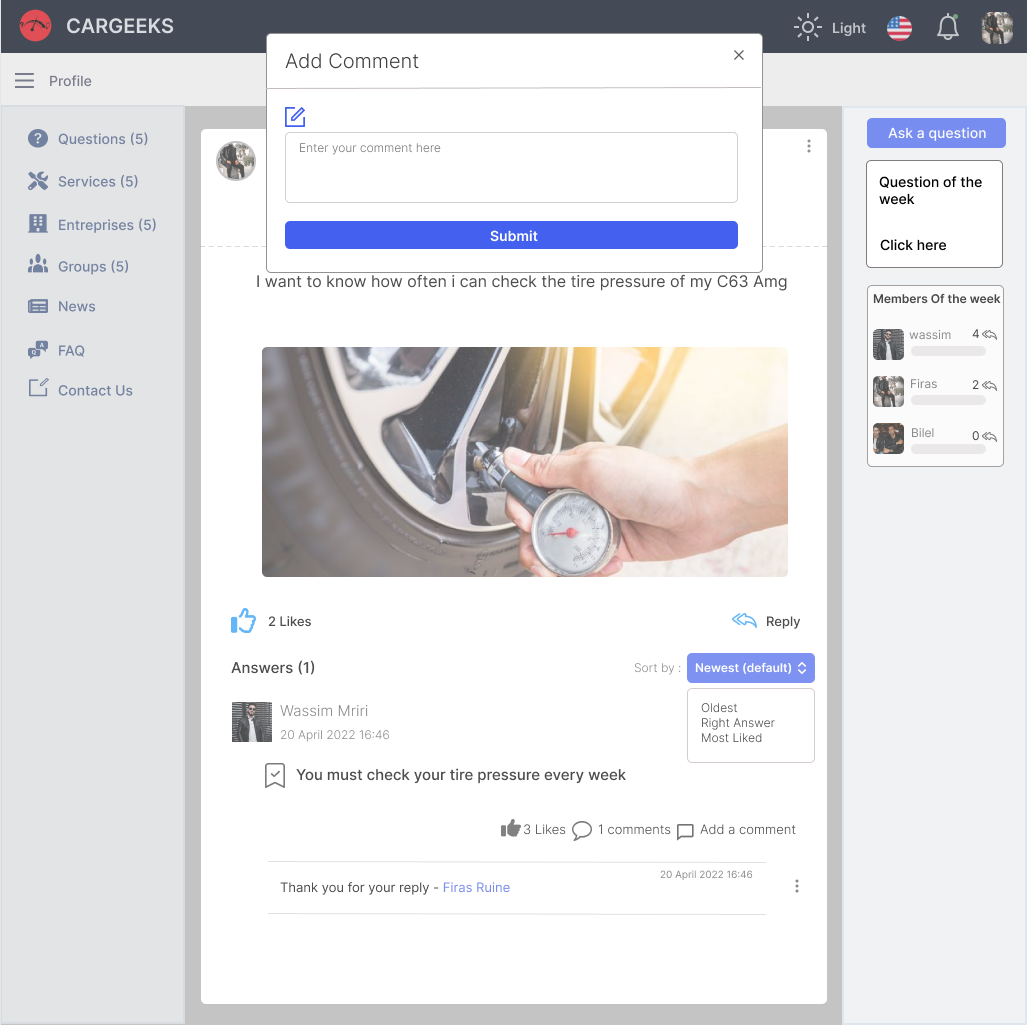 CARGEEKS
Light
Profile
Add Comment
Enter your comment here
Submit
Questions (5)
Services (5)
Entreprises (5)
Groups (5)
News
FAQ
Contact Us
Ask a question
Question of the
week
Click here
Members Of the week
wassim 4
Firas 2
Bilel 0
I want to know how often i can check the tire pressure of my C63 Amg
2 Likes
Reply
Answers (1)
Sort by :
Newest (default)
Oldest
Right Answer
Most Liked
Wassim Mriri
20 April 2022 16:46
You must check your tire pressure every week
3 Likes
1 comments
Add a comment
20 April 2022 16:46
Thank you for your reply - Firas Ruine